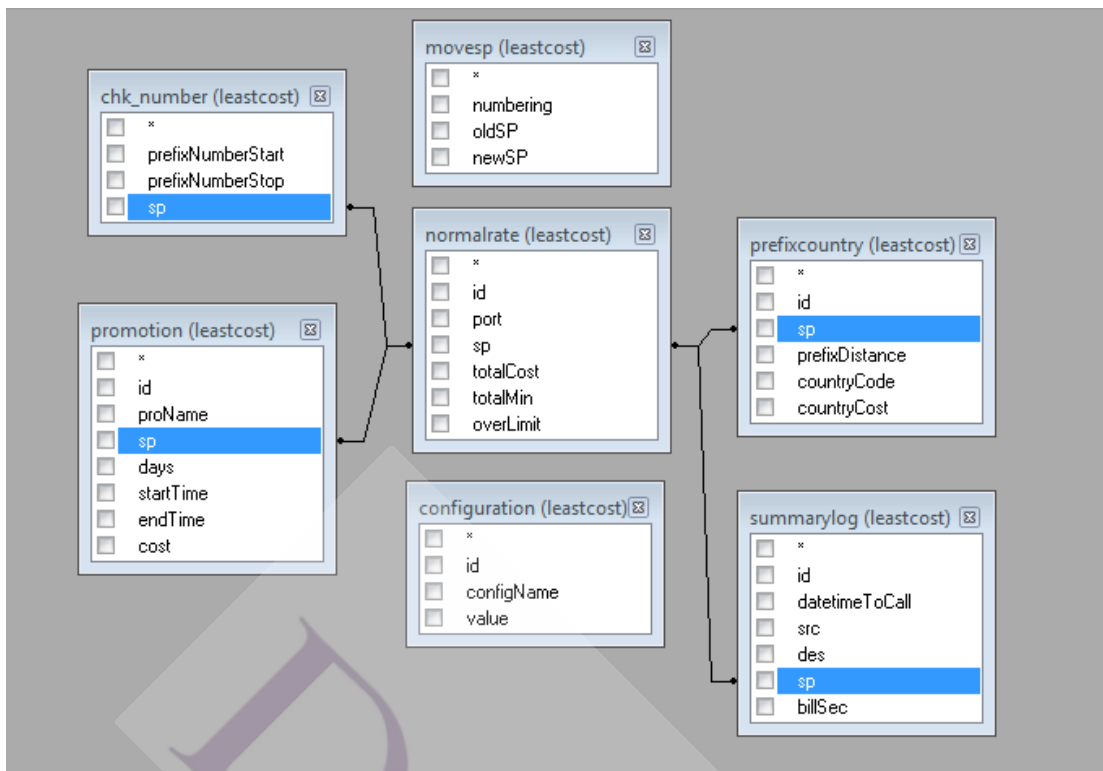 movesp (leastcost)
*
numbering
oldSP
newSP
chk_number (leastcost)
*
prefixNumberStart
prefixNumberStop
sp
normalrate (leastcost)
*
id
port
sp
totalCost
totalMin
overLimit
prefixcountry (leastcost)
*
id
sp
prefixDistance
countryCode
countryCost
promotion (leastcost)
*
id
proName
sp
days
startTime
endTime
cost
configuration (leastcost)
*
id
configName
value
summarylog (leastcost)
*
id
datetimeToCall
src
des
sp
billSec
D